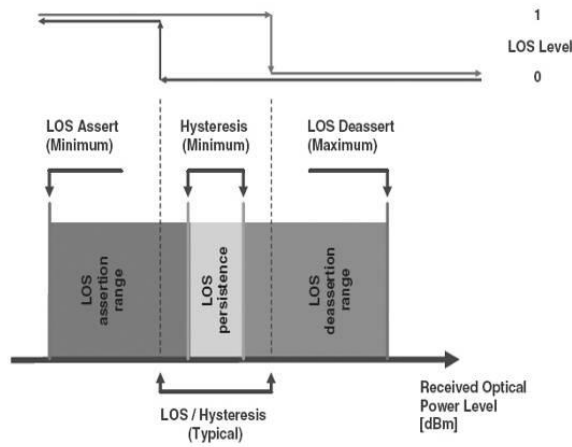 1
LOS Level
0
LOS Assert
(Minimum)
Hysteresis
(Minimum)
LOS Deassert
(Maximum)
LOS
assertion
range
LOS
persistence
LOS
deassertion
range
Received Optical
Power Level
[dBm]
LOS / Hysteresis
(Typical)